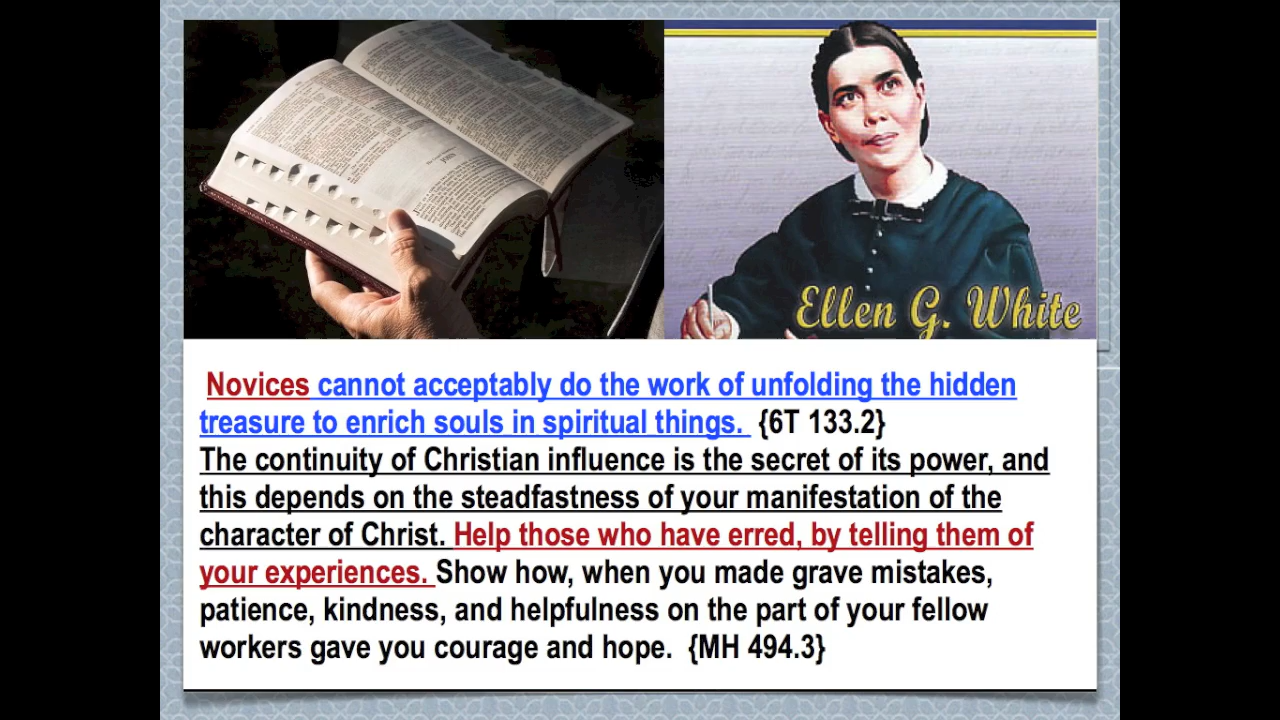 Ellen G. White
Novices cannot acceptably do the work of unfolding the hidden
treasure to enrich souls in spiritual things. {6T 133.2}
The continuity of Christian influence is the secret of its power, and
this depends on the steadfastness of your manifestation of the
character of Christ. Help those who have erred, by telling them of
your experiences. Show how, when you made grave mistakes,
patience, kindness, and helpfulness on the part of your fellow
workers gave you courage and hope. {MH 494.3}